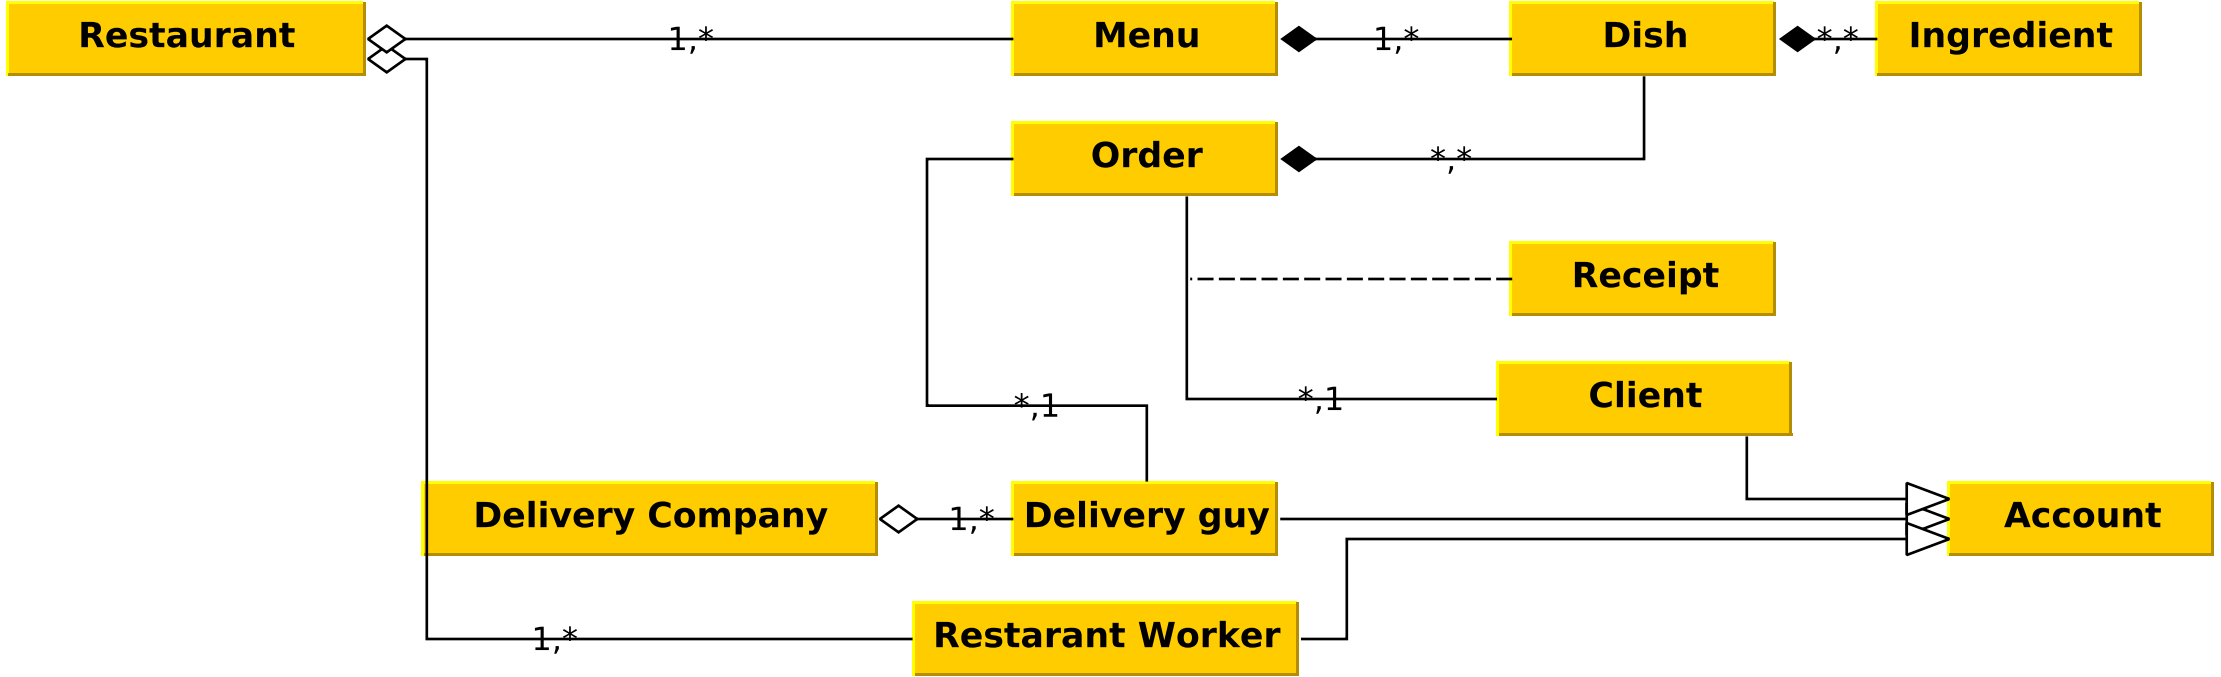 Restaurant
1,*
Menu
1,*
Dish
*,*
Ingredient
Order
*,*
Receipt
*,1
*,1
Client
Delivery Company
1,*
Delivery guy
Account
1,*
Restarant Worker